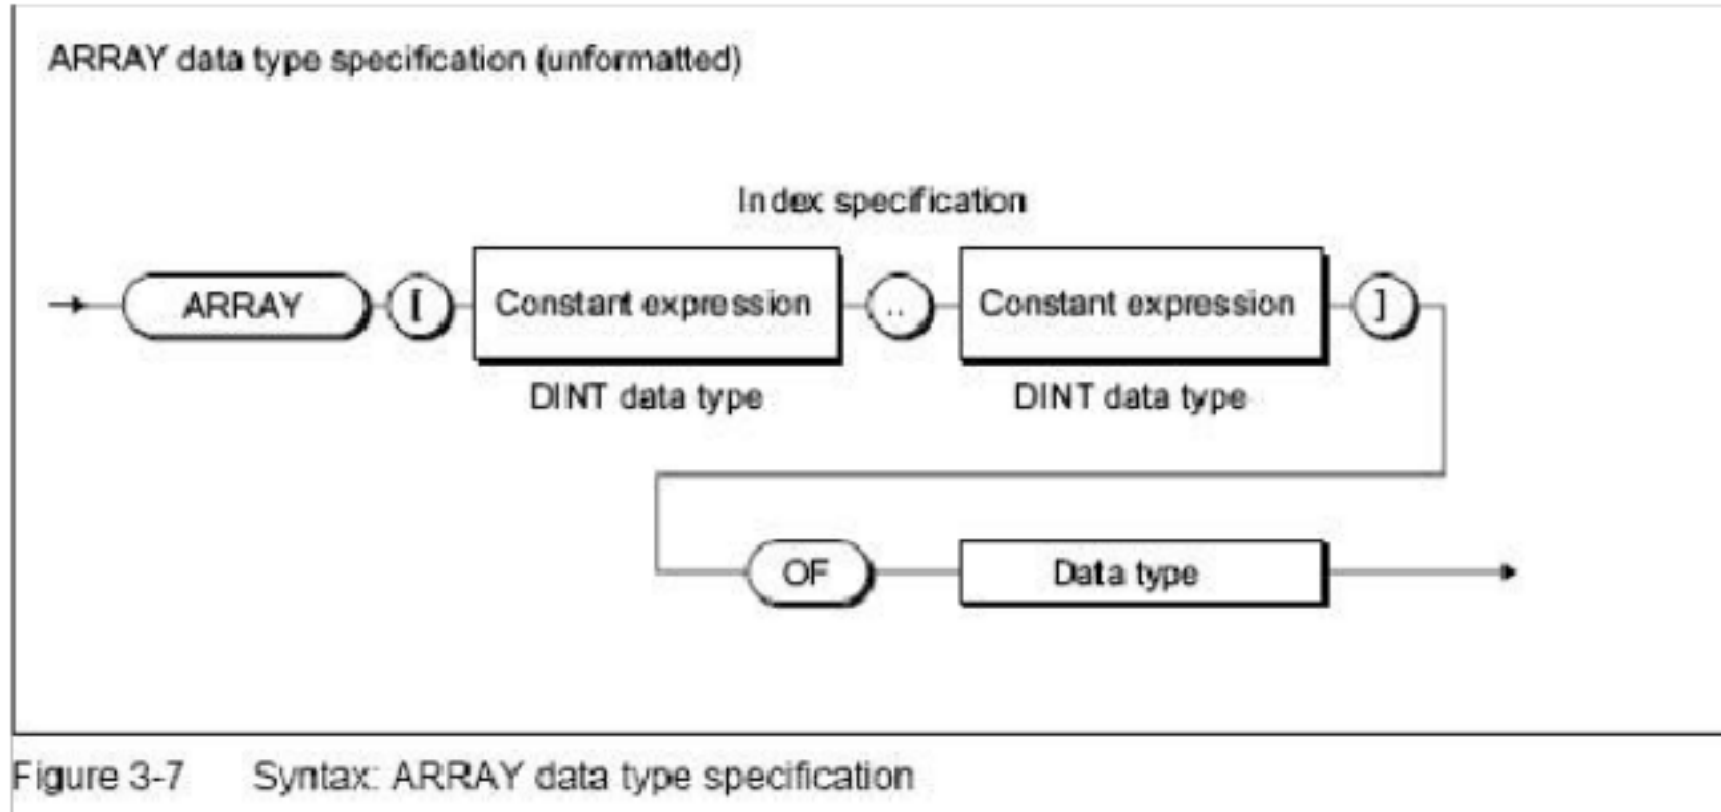 ARRAY data type specification (unformatted)
Index specification
ARRAY [ Constant expression .. Constant expression ]
DINT data type DINT data type
OF Data type
Figure 3-7 Syntax: ARRAY data type specification